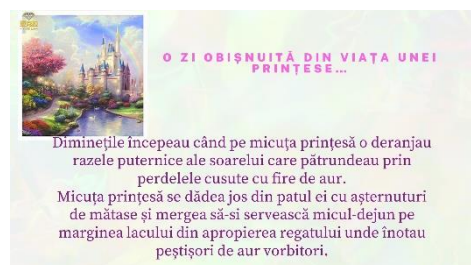 O ZI OBIȘNUITĂ DIN VIAȚA UNEI
PRINȚESE...
Diminețile începeau când pe micuța prințesă o deranjau
razele puternice ale soarelui care pătrundeau prin
perdelele cusute cu fire de aur.
Micuța prințesă se dădea jos din patul ei cu așternuturi
de mătase și mergea să-si servească micul-dejun pe
marginea lacului din apropierea regatului unde înotau
peștișori de aur vorbitori.